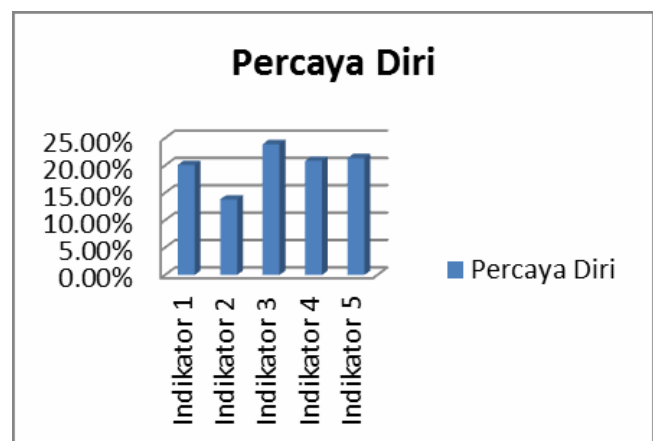 Percaya Diri
25.00%
20.00%
15.00%
10.00%
5.00%
0.00%
Indikator 1
Indikator 2
Indikator 3
Indikator 4
Indikator 5
Percaya Diri